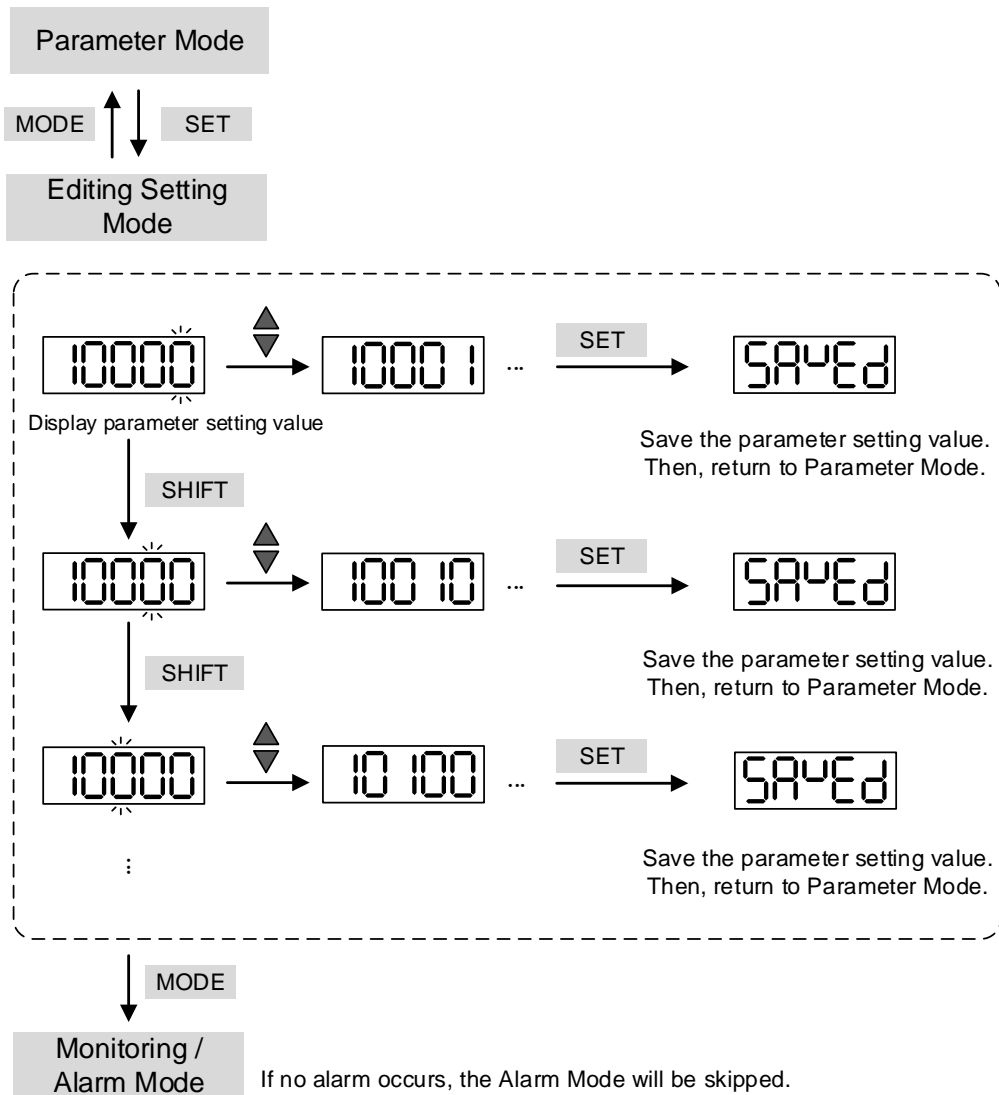 Parameter Mode
MODE
SET
Editing Setting
Mode
10000
10001
...
SET
SAvEd
Display parameter setting value
Save the parameter setting value.
Then, return to Parameter Mode.
SHIFT
10000
10010
...
SET
SAvEd
Save the parameter setting value.
Then, return to Parameter Mode.
SHIFT
10000
10100
...
SET
SAvEd
Save the parameter setting value.
Then, return to Parameter Mode.
...
MODE
Monitoring /
Alarm Mode
If no alarm occurs, the Alarm Mode will be skipped.